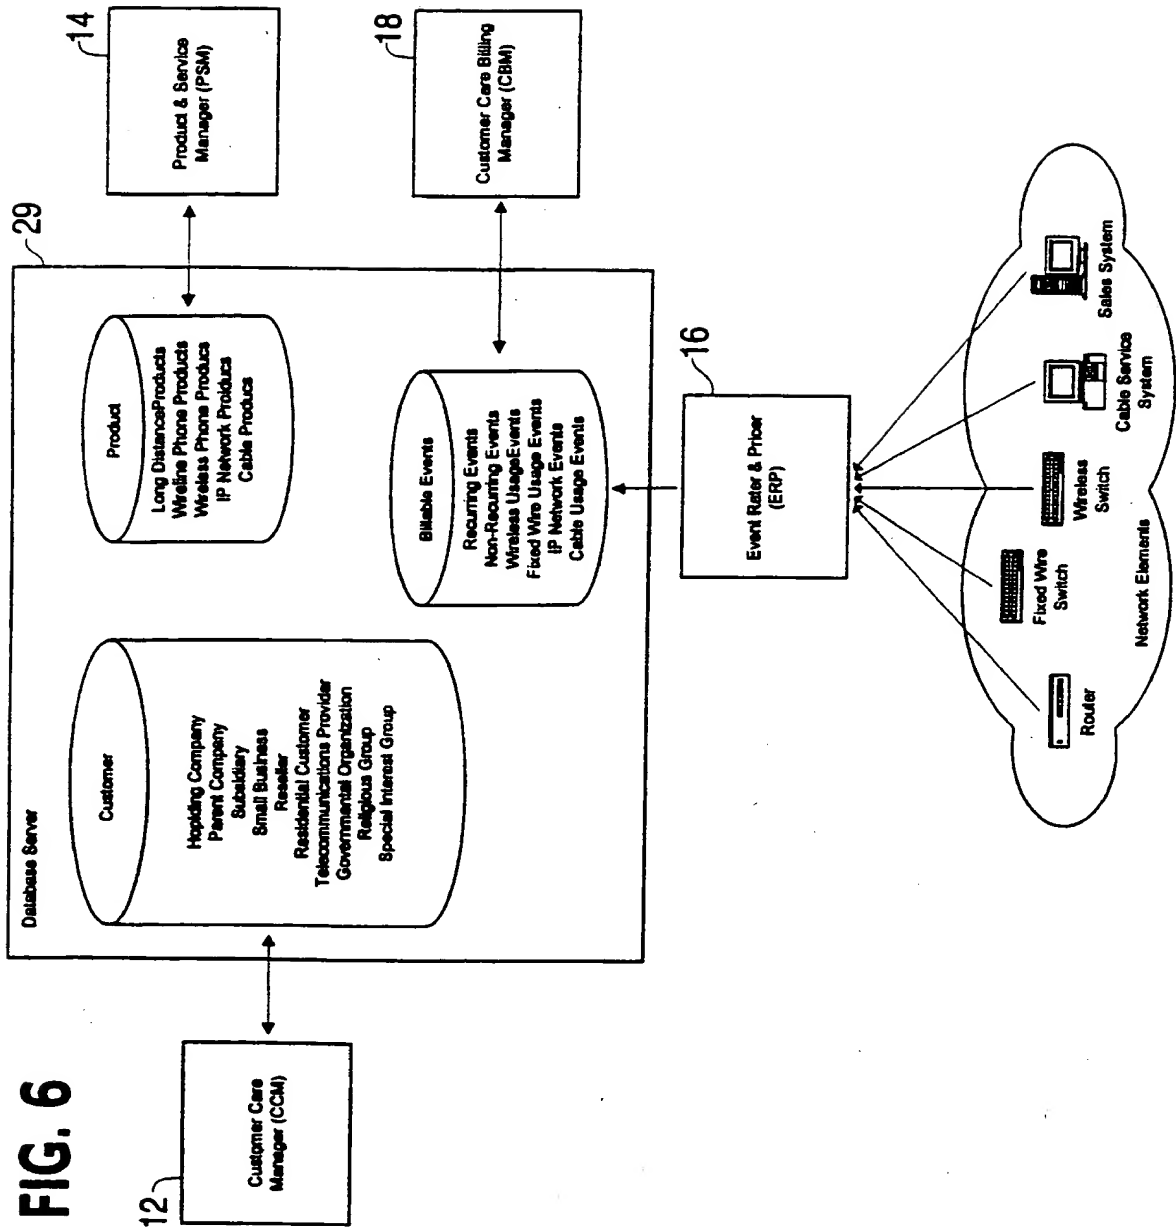 FIG. 6
Database Server
29
Customer
Hoplding Company
Parent Company
Subsidiary
Small Business
Reseller
Residential Customer
Telecommunications Provider
Governmental Organization
Religious Group
Special Interest Group
Product
Long DistanceProducts
Wireline Phone Products
Wireless Phone Producs
IP Network Prolducs
Cable Producs
Billable Events
Recurring Events
Non-Recurring Events
Wireless UsageEvents
Fixed Wire Usage Events
IP Network Events
Cable Usage Events
12
Customer Care
Manager (CCM)
14
Product & Service
Manager (PSM)
18
Customer Care Billing
Manager (CBM)
16
Event Rater & Pricer
(ERP)
Router
Fixed Wire
Switch
Wireless
Switch
Cable Service
System
Sales System
Network Elements